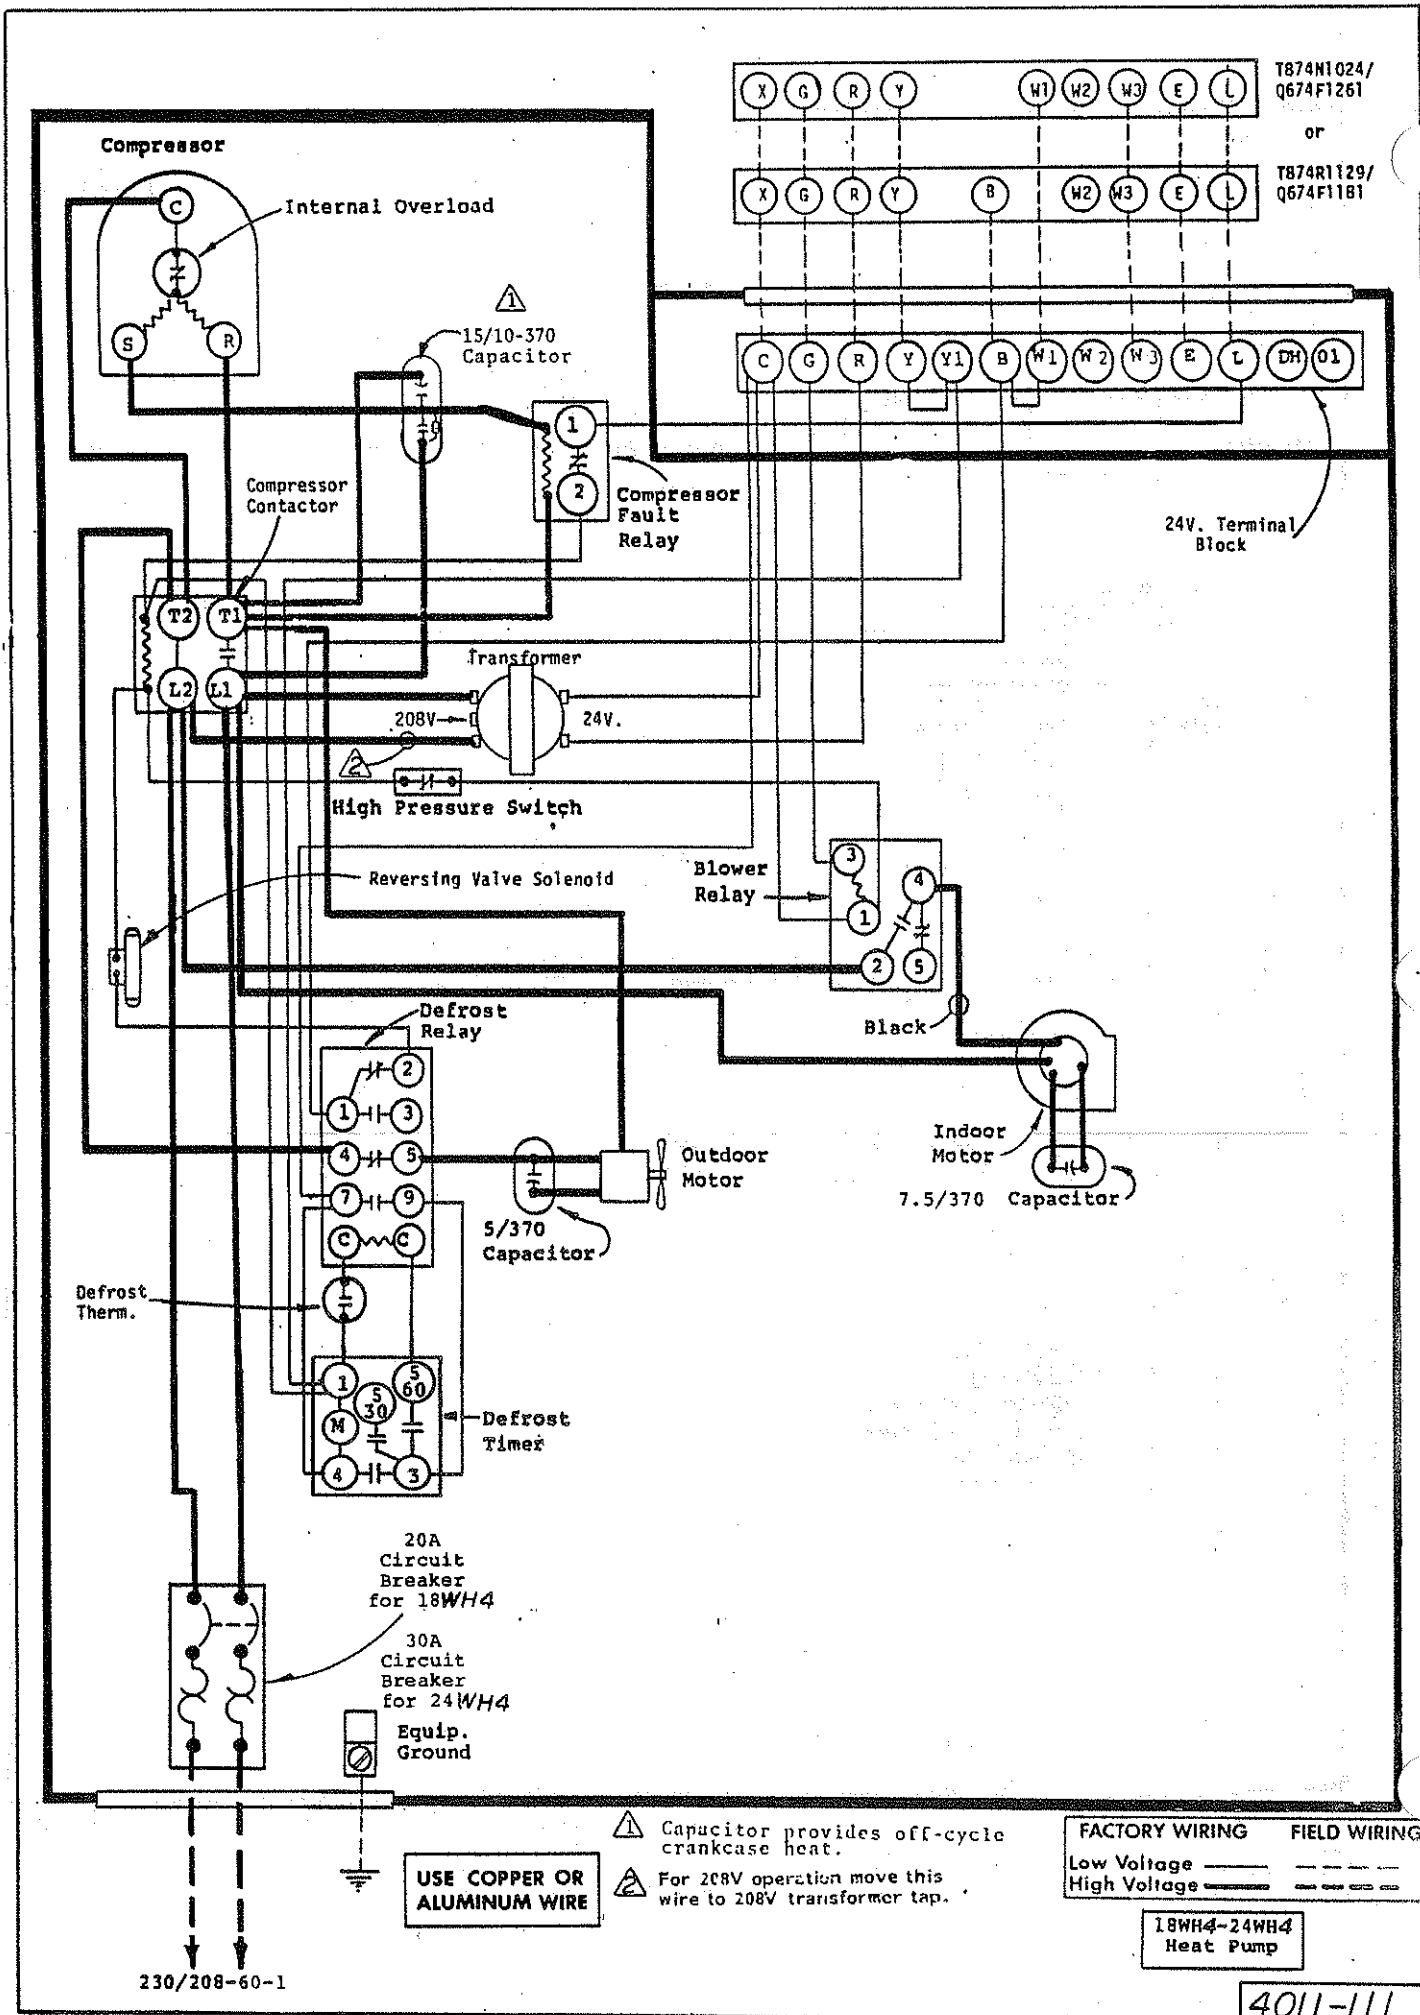 X G R Y W1 W2 W3 E L
T874N1024/
Q674F1261
or
X G R Y B W2 W3 E L
T874R1129/
Q674F1181
Compressor
C
Internal Overload
S R
1
15/10-370
Capacitor
C G R Y Y1 B W1 W2 W3 E L DH O1
1
2
Compressor
Fault
Relay
24V. Terminal
Block
Compressor
Contactor
T2 T1
L2 L1
Transformer
208V
24V.
2
High Pressure Switch
Reversing Valve Solenoid
Blower
Relay
3
4
1
2 5
Black
Defrost
Relay
2
1 3
4 5
7 9
C C
5/370
Capacitor
Outdoor
Motor
Indoor
Motor
7.5/370 Capacitor
Defrost
Therm.
1
5
30
5
60
M
4 3
Defrost
Timer
20A
Circuit
Breaker
for 18WH4
30A
Circuit
Breaker
for 24WH4
Equip.
Ground
USE COPPER OR
ALUMINUM WIRE
1 Capacitor provides off-cycle
crankcase heat.
2 For 208V operation move this
wire to 208V transformer tap.
FACTORY WIRING FIELD WIRING
Low Voltage
High Voltage
18WH4-24WH4
Heat Pump
230/208-60-1
4011-111